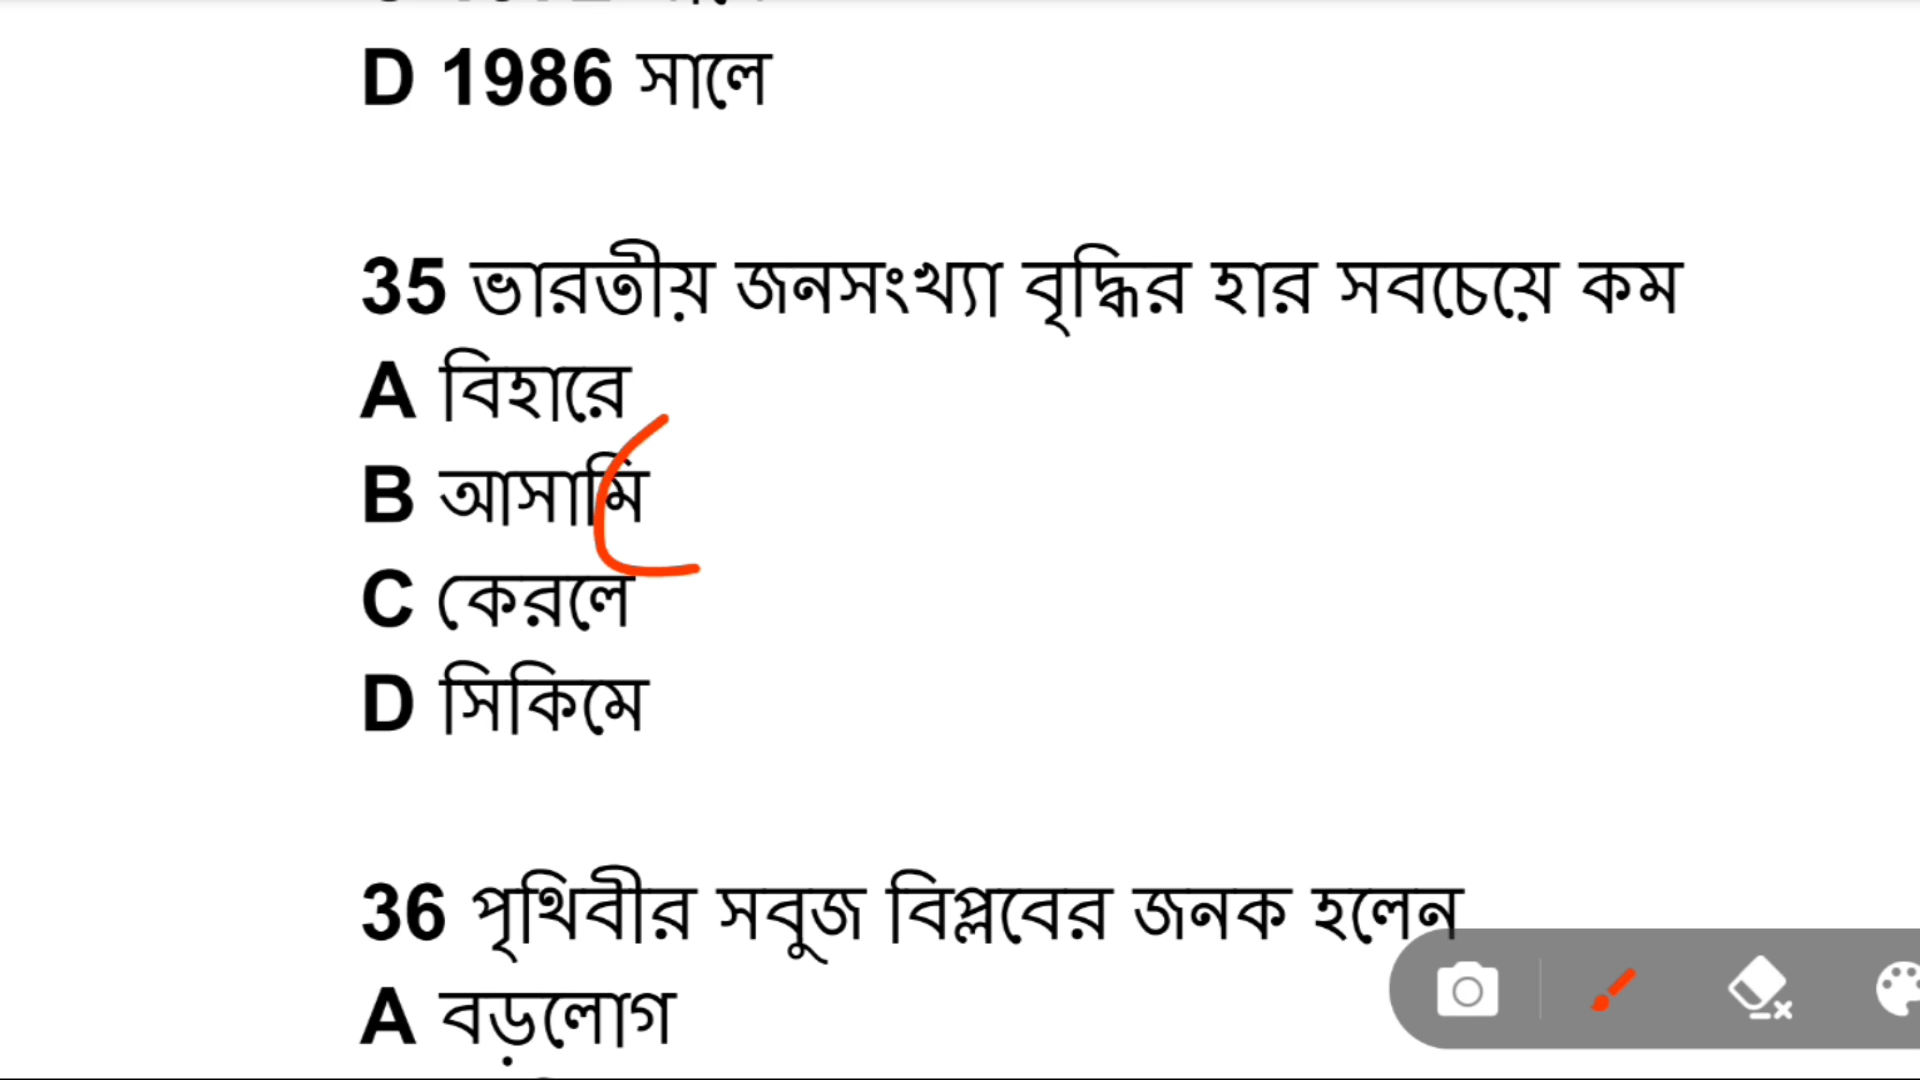 D 1986 সালে
35 ভারতীয় জনসংখ্যা বৃদ্ধির হার সবচেয়ে কম
A বিহারে
B আসামি
C কেরলে
D সিকিমে
36 পৃথিবীর সবুজ বিপ্লবের জনক হলেন
A বড়লোগ